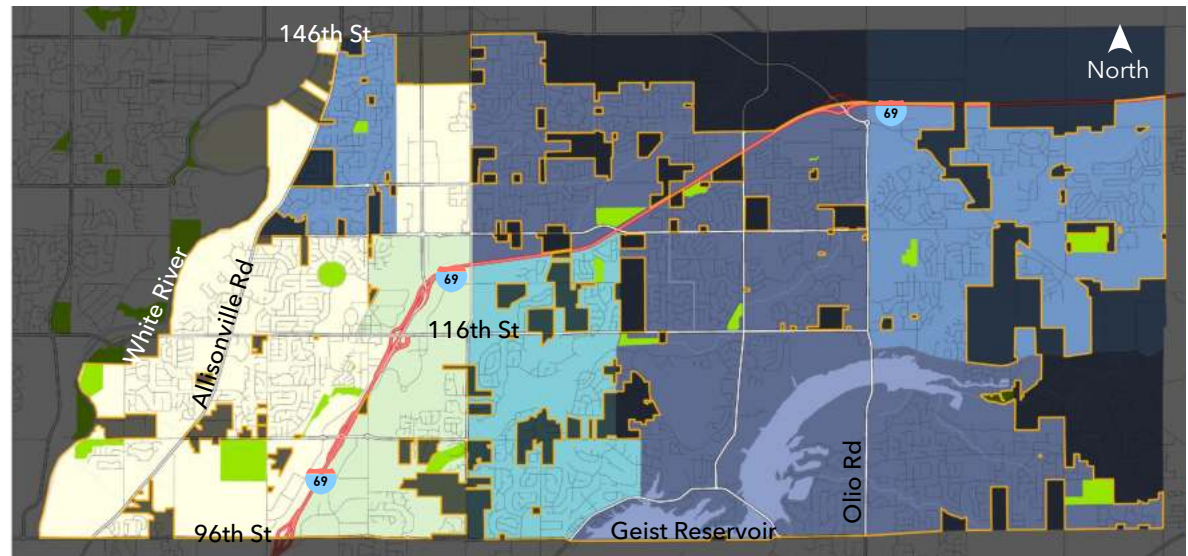 146th St
North
69
White River
Allisonville Rd
69
116th St
69
96th St
Olio Rd
Geist Reservoir